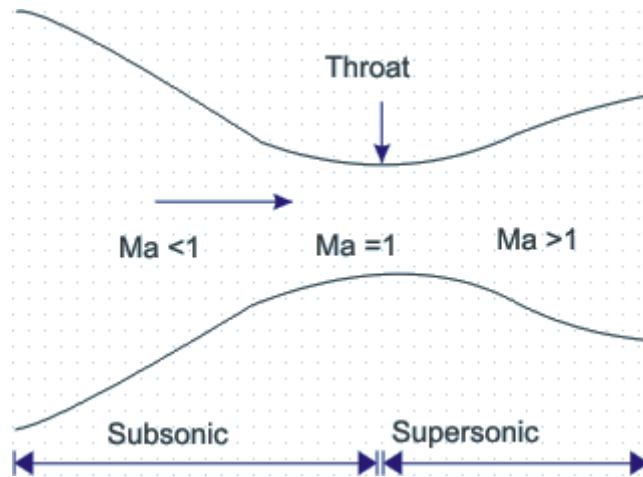 Throat
Ma <1
Ma =1
Ma >1
Subsonic
Supersonic